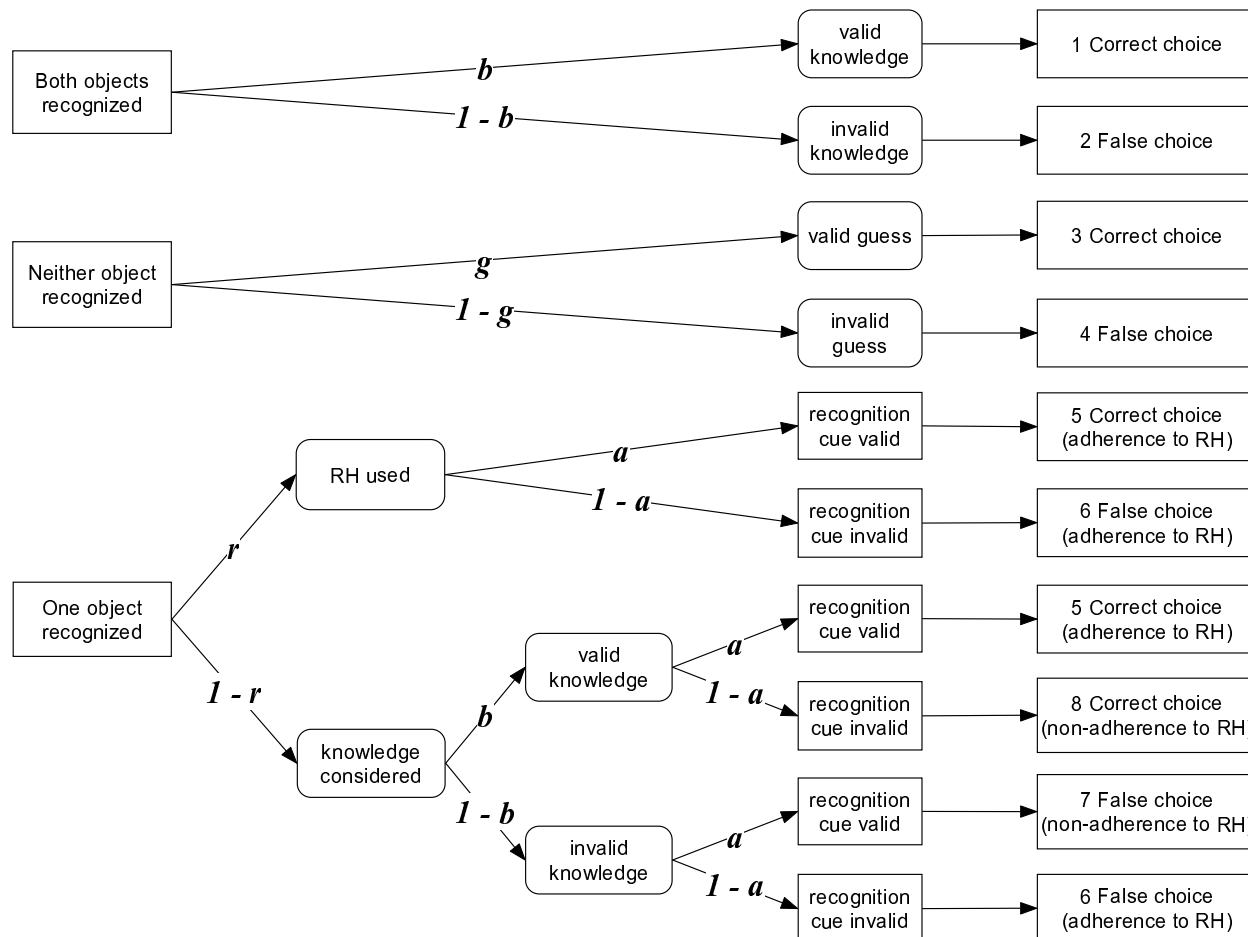 Both objects
recognized
b
1 - b
valid
knowledge
1 Correct choice
invalid
knowledge
2 False choice
Neither object
recognized
g
1 - g
valid guess
3 Correct choice
invalid
guess
4 False choice
One object
recognized
r
1 - r
RH used
a
1 - a
recognition
cue valid
5 Correct choice
(adherence to RH)
recognition
cue invalid
6 False choice
(adherence to RH)
knowledge
considered
b
1 - b
valid
knowledge
a
1 - a
recognition
cue valid
5 Correct choice
(adherence to RH)
recognition
cue invalid
8 Correct choice
(non-adherence to RH)
invalid
knowledge
a
1 - a
recognition
cue valid
7 False choice
(non-adherence to RH)
recognition
cue invalid
6 False choice
(adherence to RH)